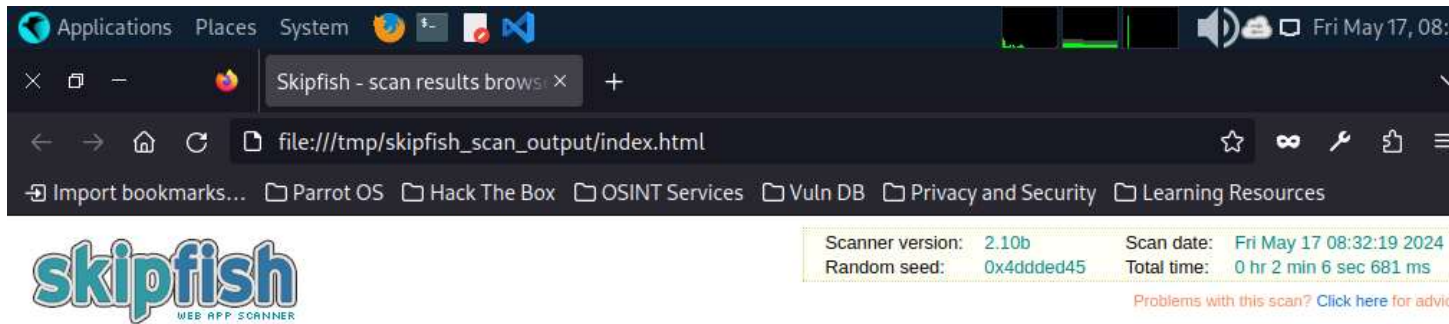 Applications Places System Fri May 17, 08:
Skipfish - scan results brows
file:///tmp/skipfish_scan_output/index.html
Import bookmarks... Parrot OS Hack The Box OSINT Services Vuln DB Privacy and Security Learning Resources
skipfish
WEB APP SCANNER
Scanner version: 2.10b Scan date: Fri May 17 08:32:19 2024
Random seed: 0x4ddded45 Total time: 0 hr 2 min 6 sec 681 ms
Problems with this scan? Click here for advic